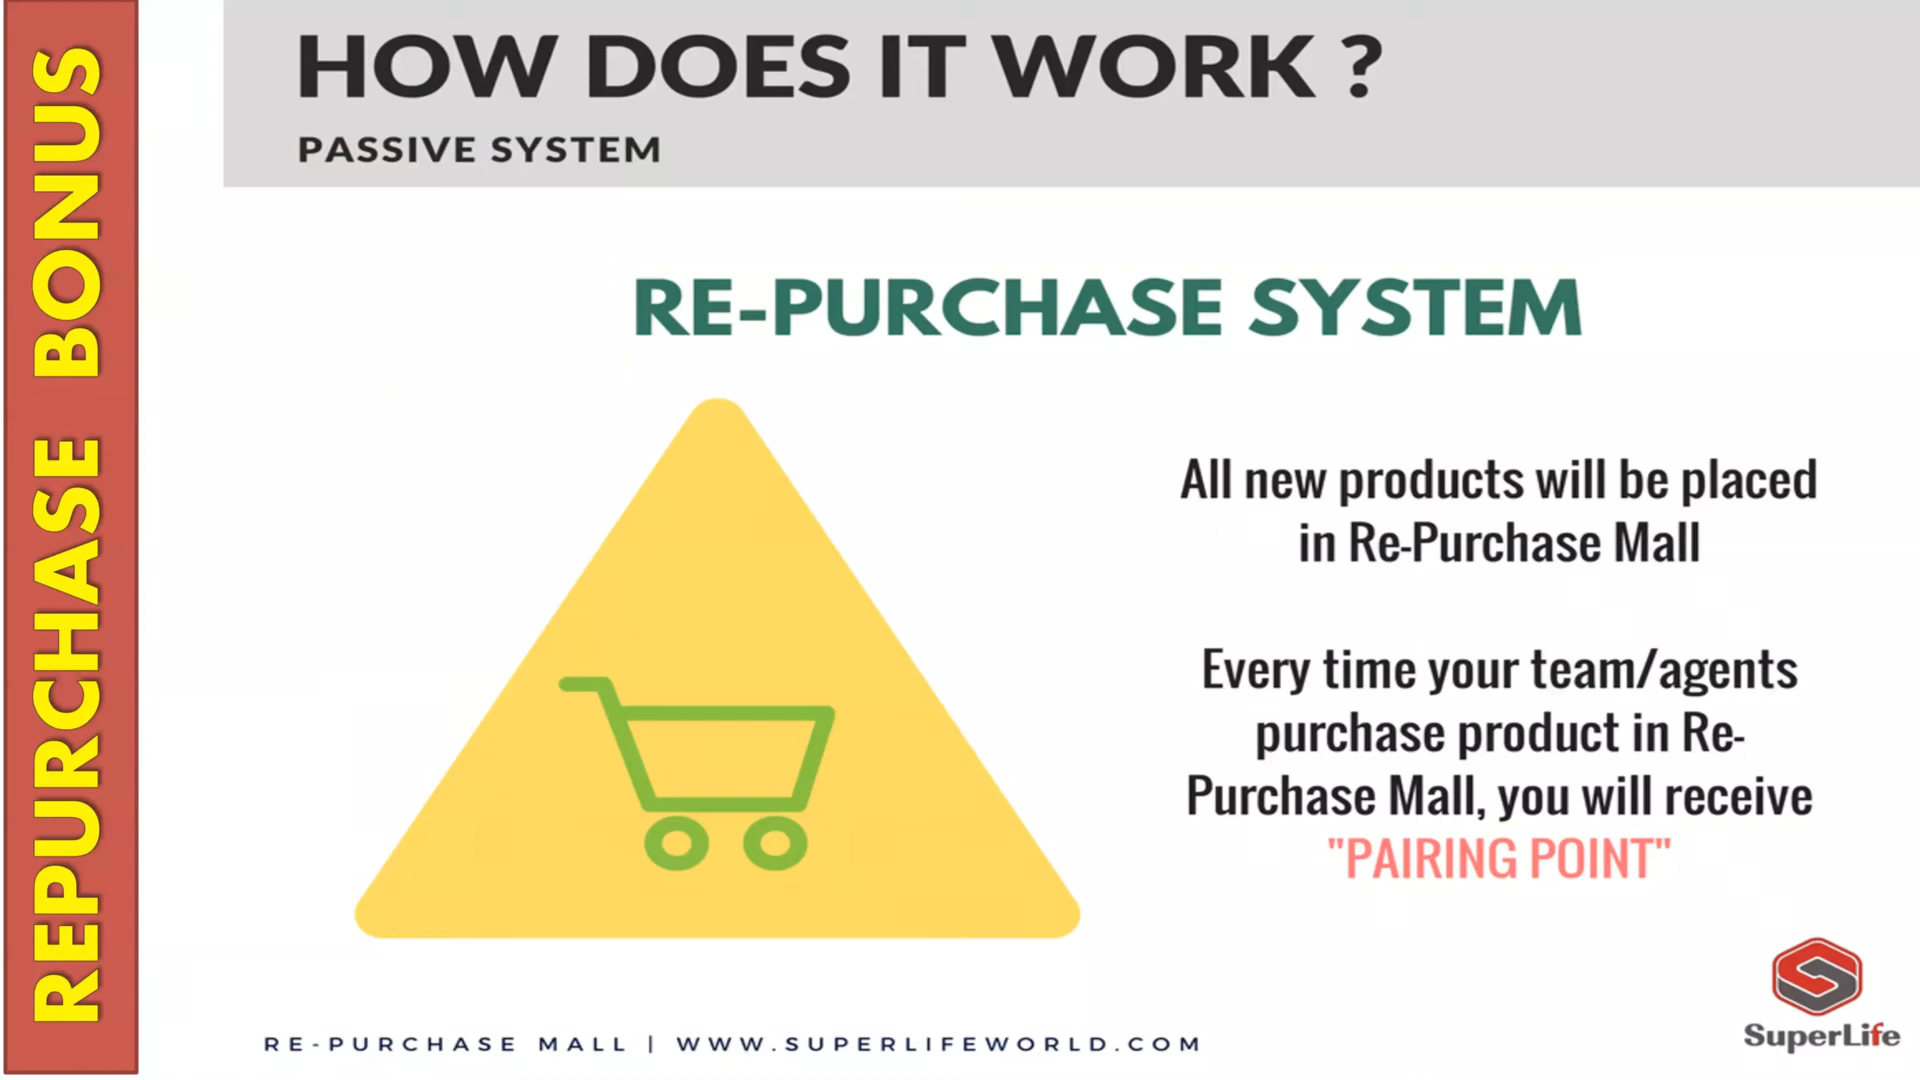 REPURCHASE BONUS
HOW DOES IT WORK ?
PASSIVE SYSTEM
RE-PURCHASE SYSTEM
All new products will be placed
in Re-Purchase Mall
Every time your team/agents
purchase product in Re-
Purchase Mall, you will receive
"PAIRING POINT"
RE-PURCHASE MALL | WWW.SUPERLIFEWORLD.COM
SuperLife